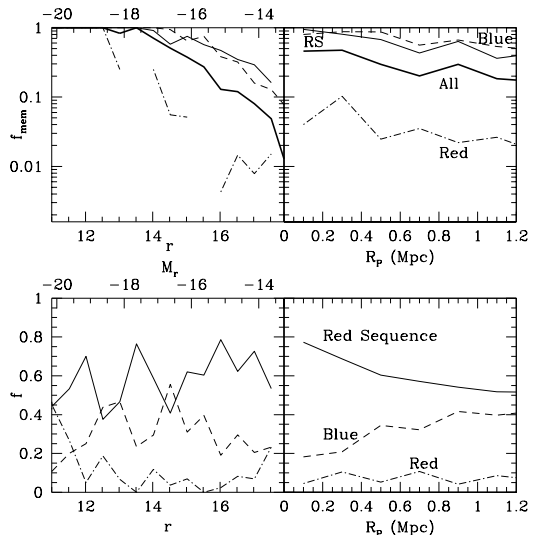 −20 −18 −16 −14
1
0.1
0.01
f_mem
RS
Blue
All
Red
12 14 16 0 0.2 0.4 0.6 0.8 1 1.2
r
R_P (Mpc)
M_r
−20 −18 −16 −14
1
0.8
0.6
0.4
0.2
0
f
Red Sequence
Blue
Red
12 14 16 0 0.2 0.4 0.6 0.8 1 1.2
r
R_P (Mpc)